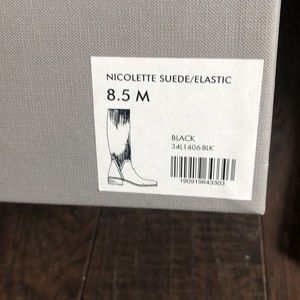 NICOLETTE SUEDE/ELASTIC
8.5 M
BLACK
34L1406-BLK
190919643303